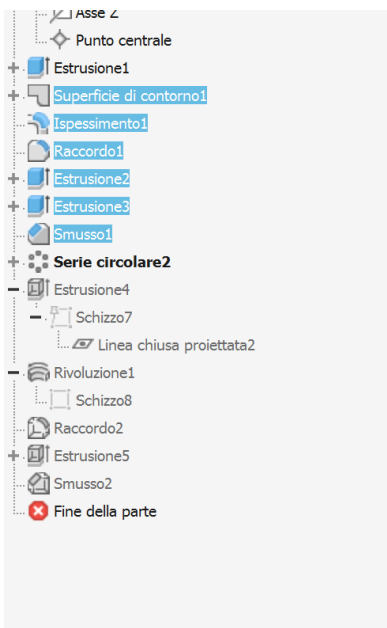 Asse Z
Punto centrale
Estrusione1
Superficie di contorno1
Ispessimento1
Raccordo1
Estrusione2
Estrusione3
Smusso1
Serie circolare2
Estrusione4
Schizzo7
Linea chiusa proiettata2
Rivoluzione1
Schizzo8
Raccordo2
Estrusione5
Smusso2
Fine della parte